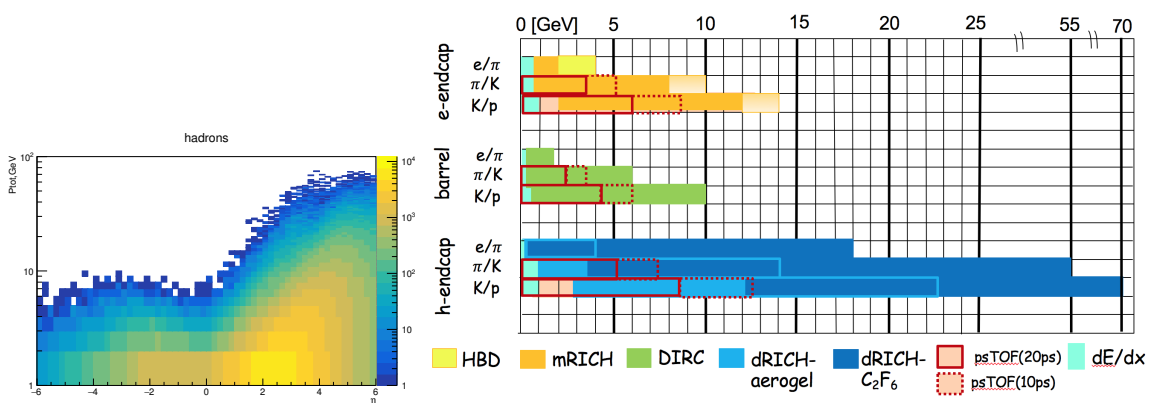 hadrons
Ptot,GeV
10²
10
1
−6 −4 −2 0 2 4 6
η
10⁴
10³
10²
10
1
0 [GeV] 5 10 15 20 25 55 70
e-endcap
e/π
π/K
K/p
barrel
e/π
π/K
K/p
h-endcap
e/π
π/K
K/p
HBD
mRICH
DIRC
dRICH-
aerogel
dRICH-
C₂F₆
psTOF(20ps)
psTOF(10ps)
dE/dx